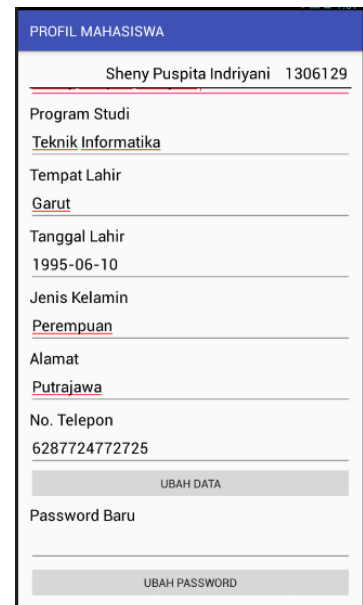 PROFIL MAHASISWA
Sheny Puspita Indriyani 1306129
Program Studi
Teknik Informatika
Tempat Lahir
Garut
Tanggal Lahir
1995-06-10
Jenis Kelamin
Perempuan
Alamat
Putrajawa
No. Telepon
6287724772725
UBAH DATA
Password Baru
UBAH PASSWORD